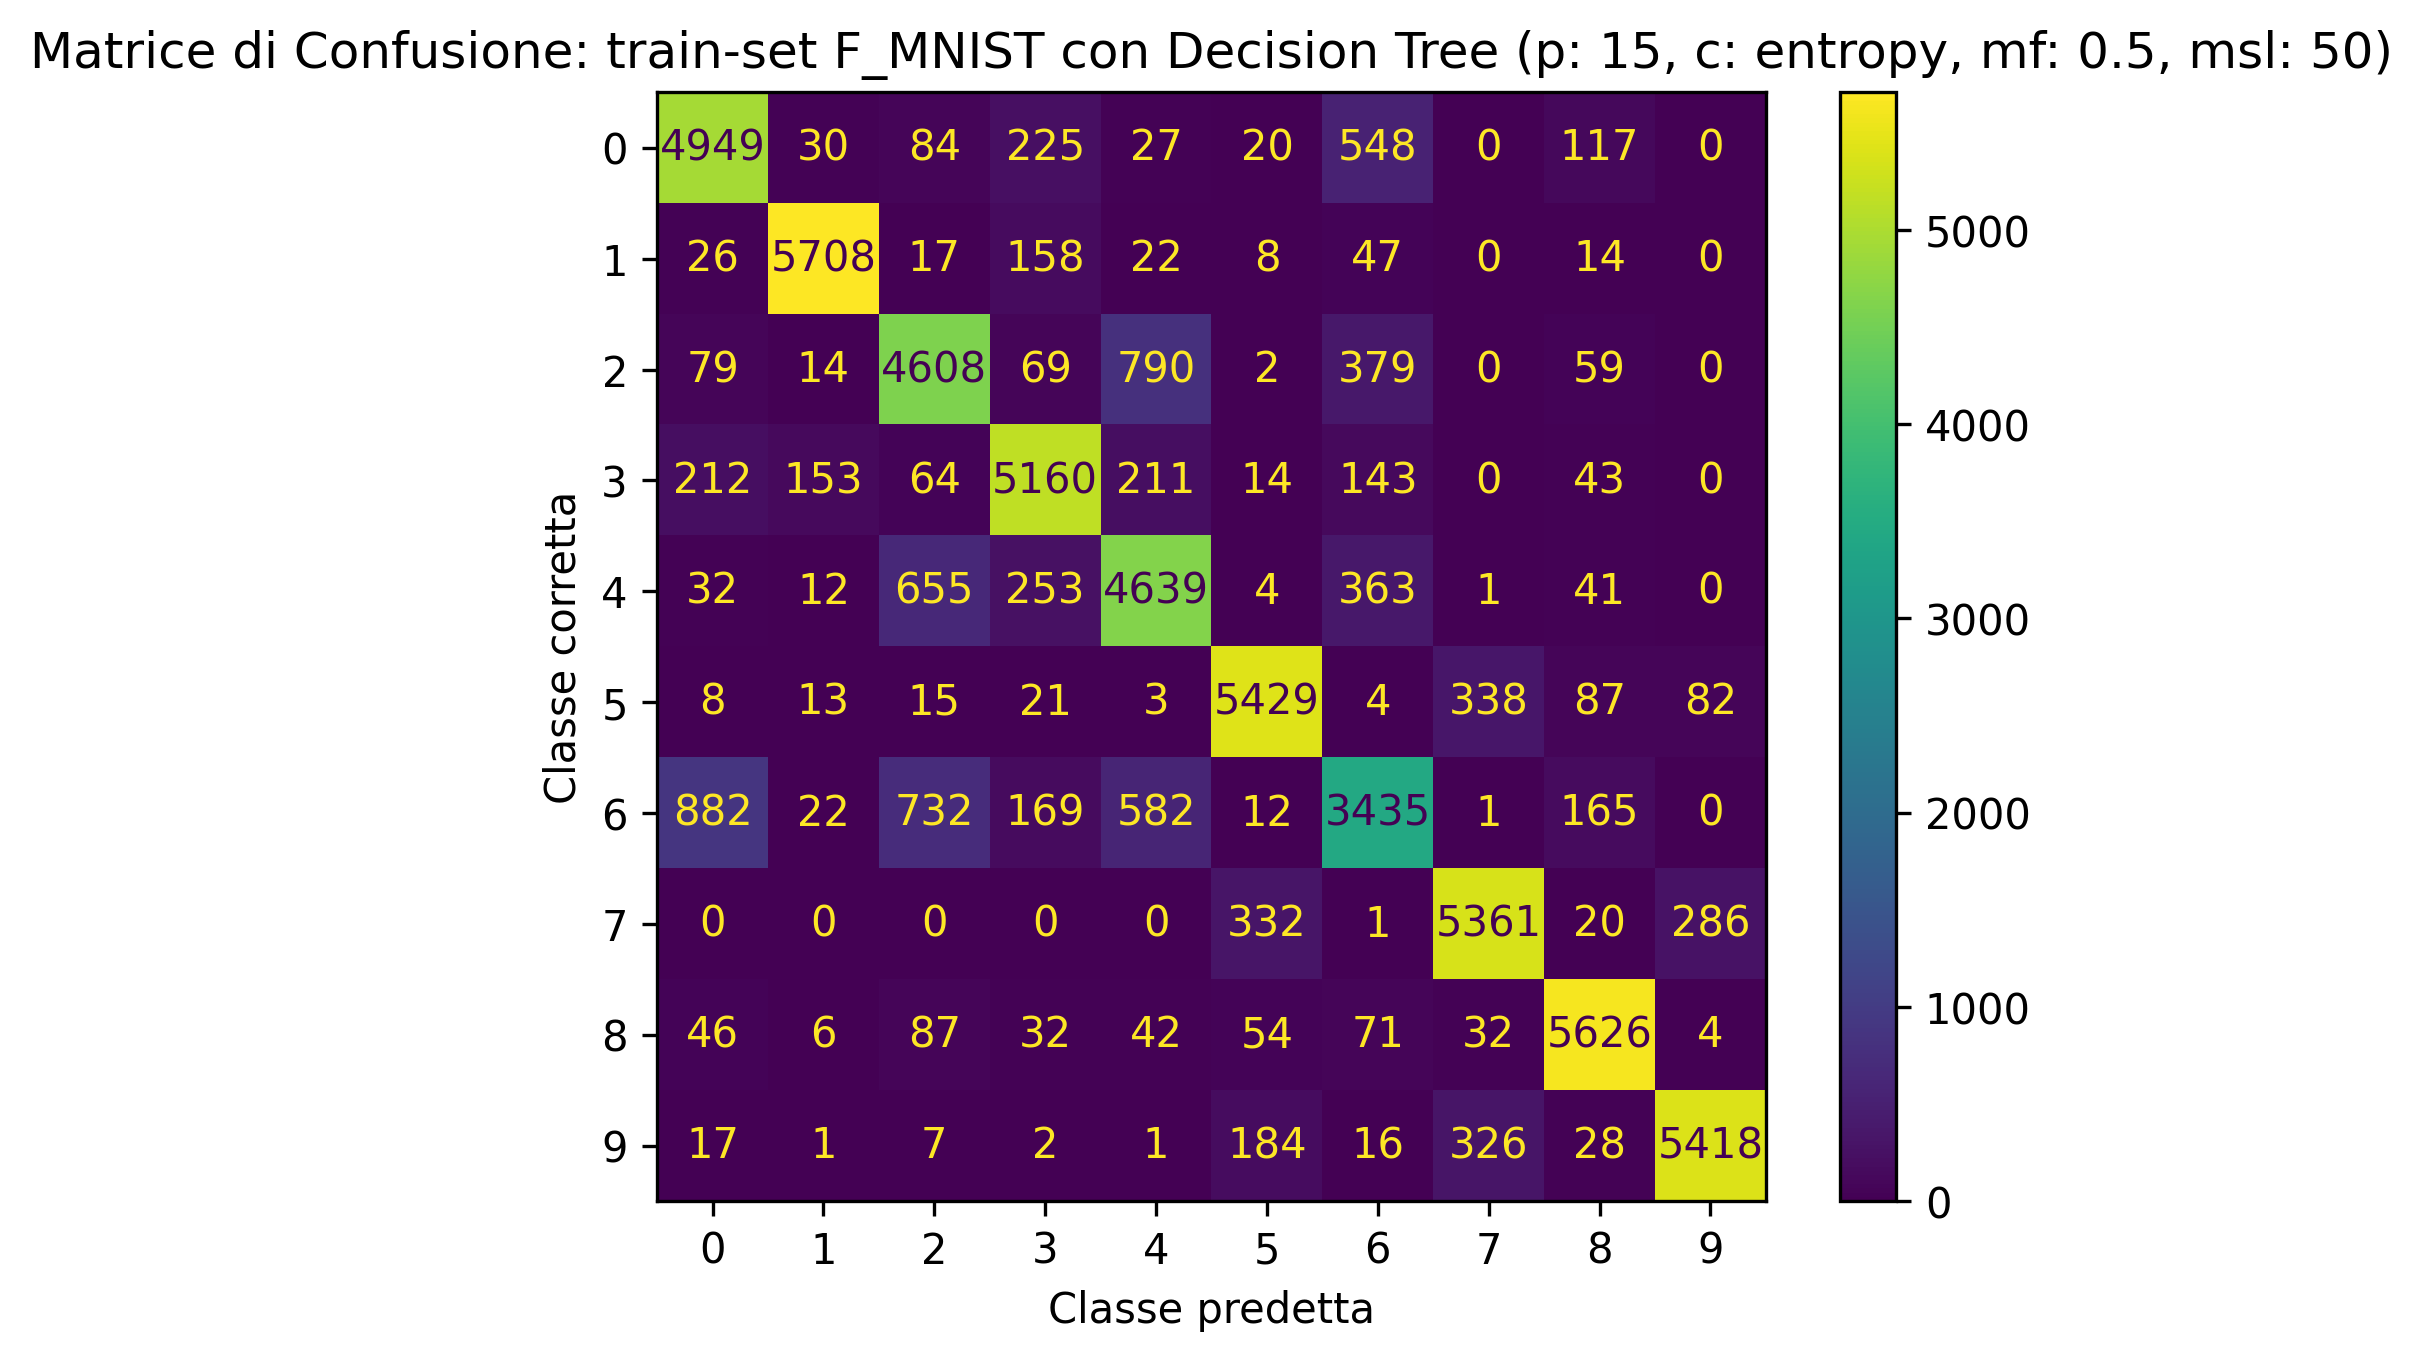 Matrice di Confusione: train-set F_MNIST con Decision Tree (p: 15, c: entropy, mf: 0.5, msl: 50)
0 4949 30 84 225 27 20 548 0 117 0
1 26 5708 17 158 22 8 47 0 14 0
2 79 14 4608 69 790 2 379 0 59 0
3 212 153 64 5160 211 14 143 0 43 0
4 32 12 655 253 4639 4 363 1 41 0
5 8 13 15 21 3 5429 4 338 87 82
6 882 22 732 169 582 12 3435 1 165 0
7 0 0 0 0 0 332 1 5361 20 286
8 46 6 87 32 42 54 71 32 5626 4
9 17 1 7 2 1 184 16 326 28 5418
0 1 2 3 4 5 6 7 8 9
Classe predetta
Classe corretta
5000
4000
3000
2000
1000
0